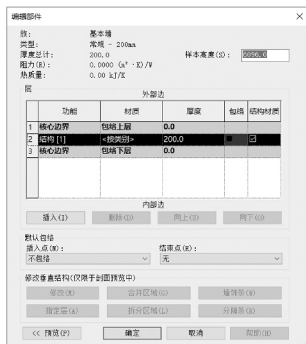 编辑部件
族： 基本墙
类型： 常规 - 200mm
厚度总计： 200.0 样本高度(S)： 6096.0
阻力(R)： 0.0000 (m²·K)/W
热质量： 0.00 kJ/K
层
外部边
功能 材质 厚度 包络 结构材质
1 核心边界 包络上层 0.0
2 结构 [1] <按类别> 200.0
3 核心边界 包络下层 0.0
内部边
插入(I) 删除(D) 向上(U) 向下(O)
默认包络
插入点(N)： 结束点(E)：
不包络 无
修改垂直结构(仅限于剖面预览中)
修改(M) 合并区域(G) 墙饰条(W)
指定层(A) 拆分区域(L) 分隔条(R)
<< 预览(P) 确定 取消 帮助(H)